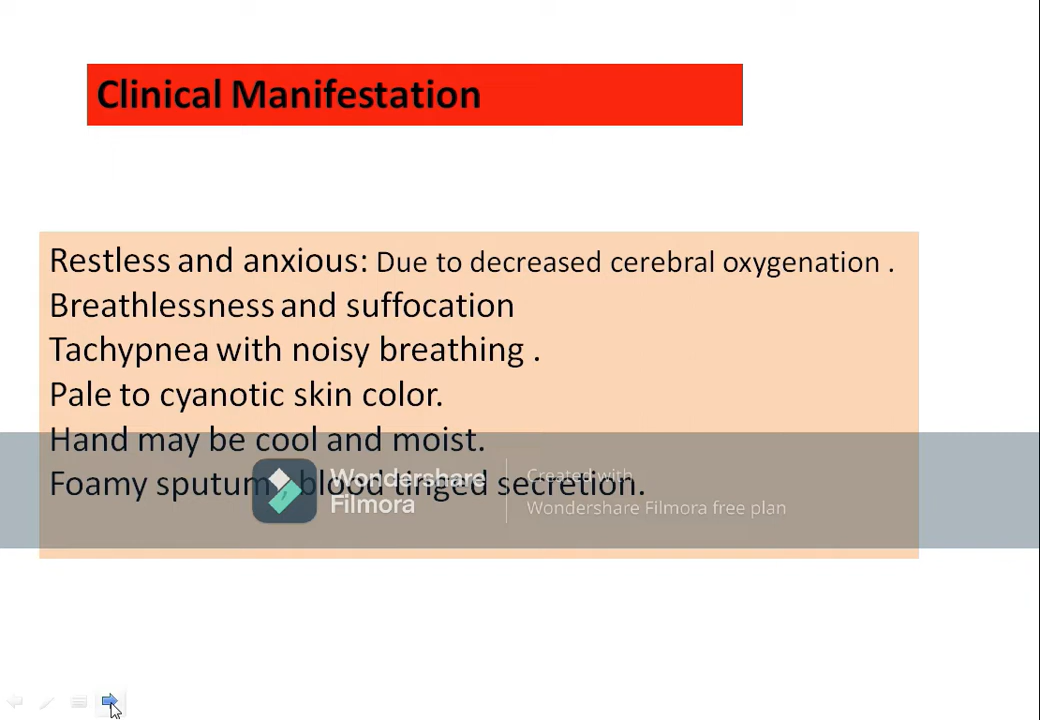 Clinical Manifestation
Restless and anxious: Due to decreased cerebral oxygenation .
Breathlessness and suffocation
Tachypnea with noisy breathing .
Pale to cyanotic skin color.
Hand may be cool and moist.
Foamy sputum blood tinged secretion.
Wondershare
Filmora
Created with
Wondershare Filmora free plan